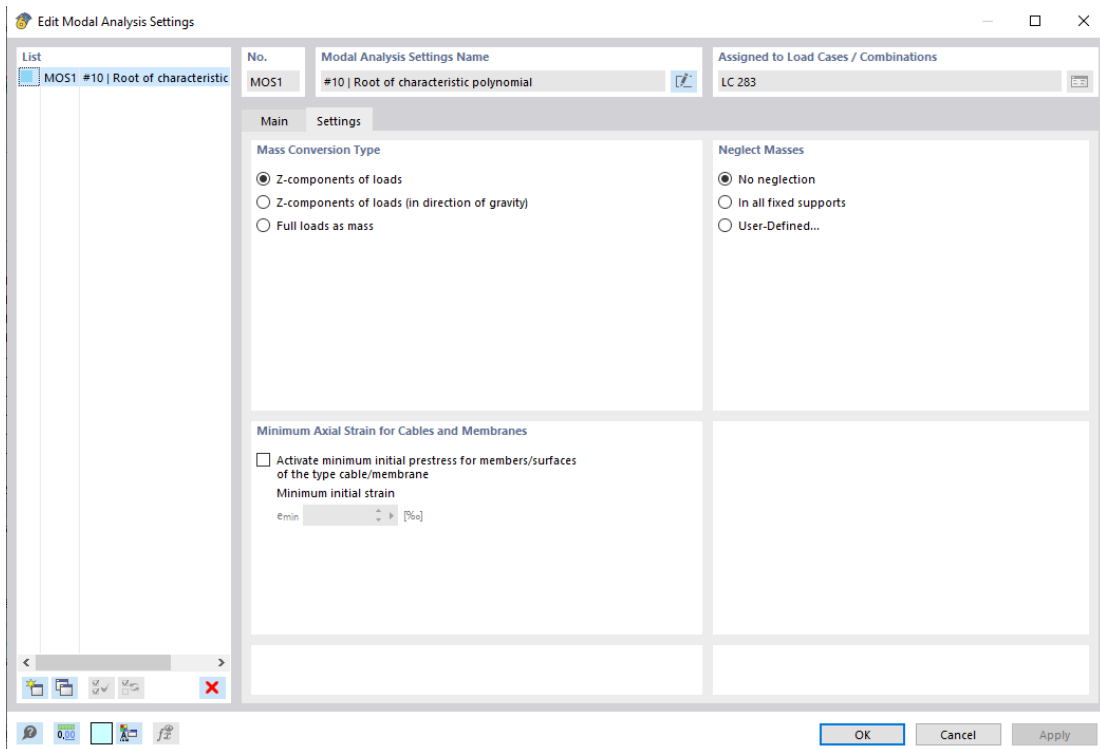 Edit Modal Analysis Settings
List
MOS1 #10 | Root of characteristic
No.
MOS1
Modal Analysis Settings Name
#10 | Root of characteristic polynomial
Assigned to Load Cases / Combinations
LC 283
Main
Settings
Mass Conversion Type
Z-components of loads
Z-components of loads (in direction of gravity)
Full loads as mass
Neglect Masses
No neglection
In all fixed supports
User-Defined...
Minimum Axial Strain for Cables and Membranes
Activate minimum initial prestress for members/surfaces
of the type cable/membrane
Minimum initial strain
emin [‰]
0,00
OK
Cancel
Apply